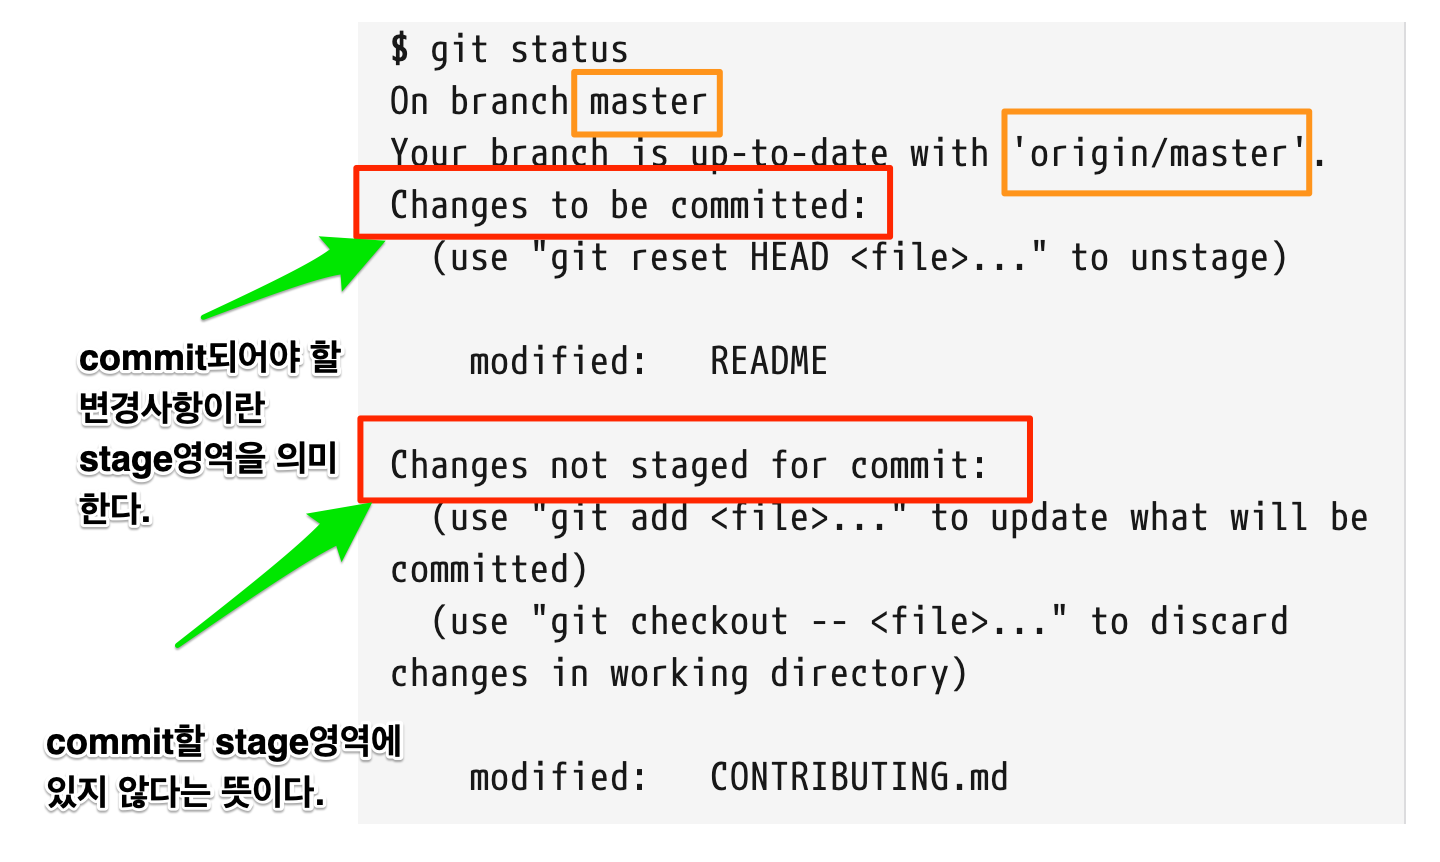 $ git status
On branch master
Your branch is up-to-date with 'origin/master'.
Changes to be committed:
(use "git reset HEAD <file>..." to unstage)
commit되어야 할
변경사항이란
stage영역을 의미
한다.
modified: README
Changes not staged for commit:
(use "git add <file>..." to update what will be
committed)
(use "git checkout -- <file>..." to discard
changes in working directory)
commit할 stage영역에
있지 않다는 뜻이다.
modified: CONTRIBUTING.md